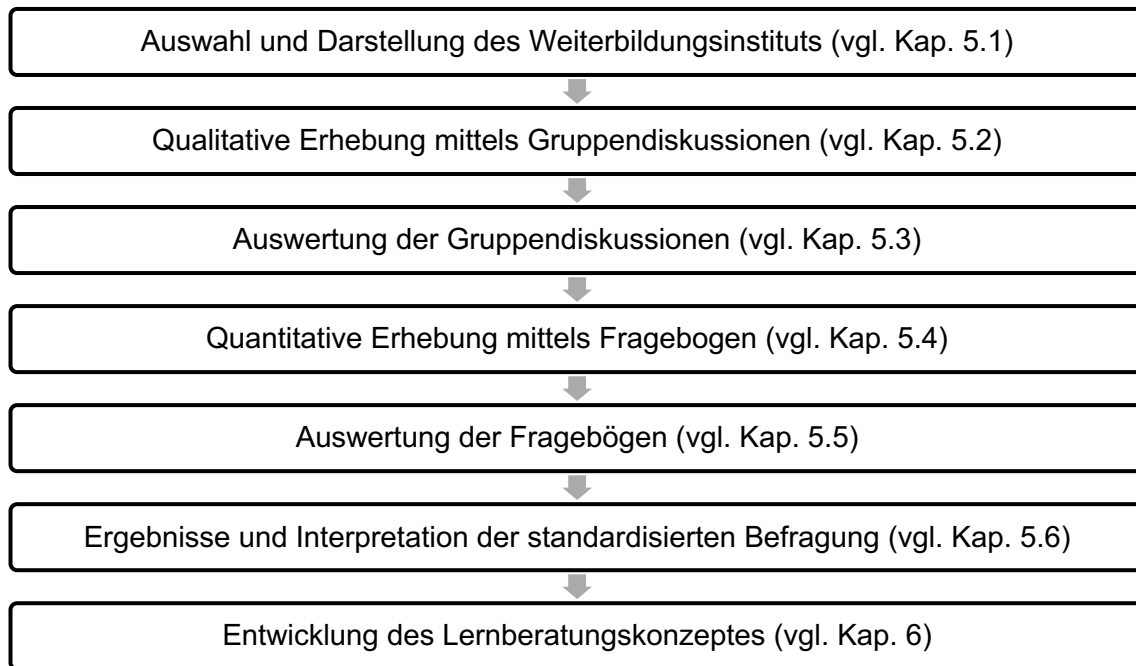 Auswahl und Darstellung des Weiterbildungsinstituts (vgl. Kap. 5.1)
Qualitative Erhebung mittels Gruppendiskussionen (vgl. Kap. 5.2)
Auswertung der Gruppendiskussionen (vgl. Kap. 5.3)
Quantitative Erhebung mittels Fragebogen (vgl. Kap. 5.4)
Auswertung der Fragebögen (vgl. Kap. 5.5)
Ergebnisse und Interpretation der standardisierten Befragung (vgl. Kap. 5.6)
Entwicklung des Lernberatungskonzeptes (vgl. Kap. 6)